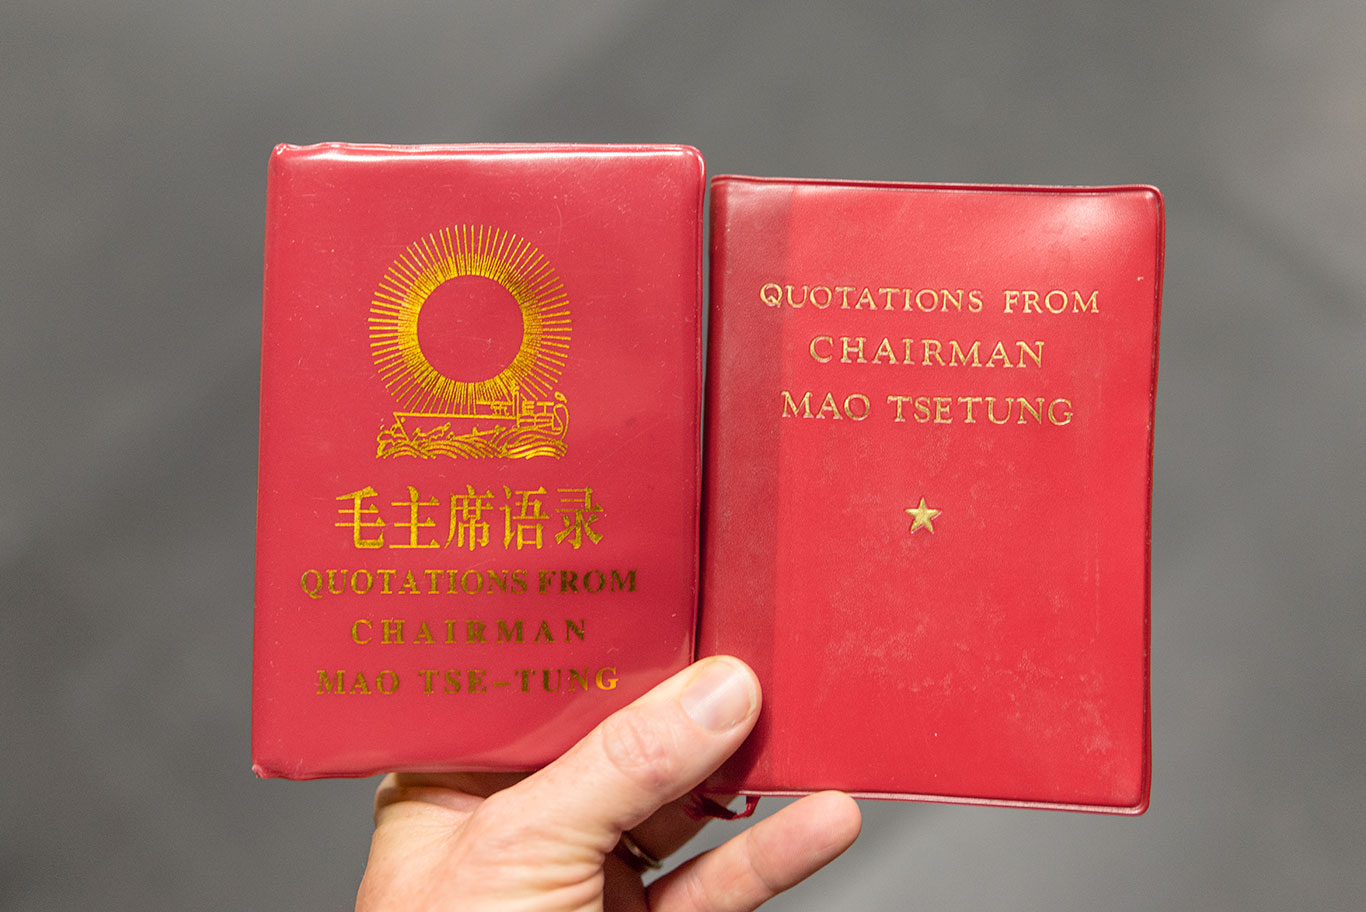 毛主席语录
QUOTATIONS FROM
CHAIRMAN
MAO TSE-TUNG
QUOTATIONS FROM
CHAIRMAN
MAO TSETUNG